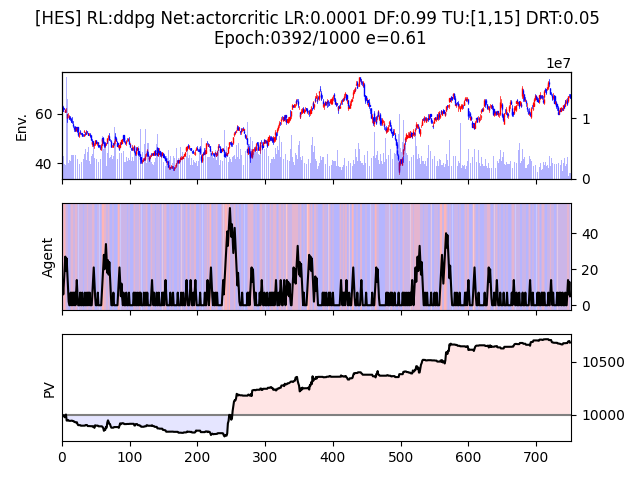 [HES] RL:ddpg Net:actorcritic LR:0.0001 DF:0.99 TU:[1,15] DRT:0.05
Epoch:0392/1000 e=0.61
1e7
Env.
60
40
1
0
Agent
40
20
0
PV
10500
10000
0 100 200 300 400 500 600 700